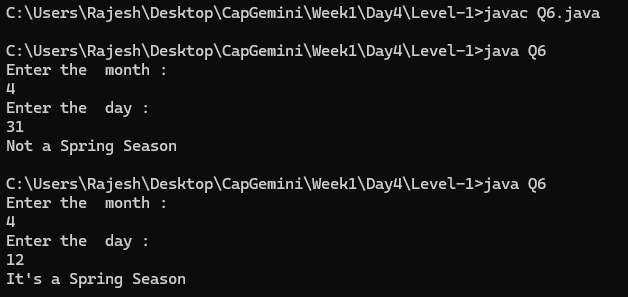 C:\Users\Rajesh\Desktop\CapGemini\Week1\Day4\Level-1>javac Q6.java
C:\Users\Rajesh\Desktop\CapGemini\Week1\Day4\Level-1>java Q6
Enter the  month :
4
Enter the  day :
31
Not a Spring Season
C:\Users\Rajesh\Desktop\CapGemini\Week1\Day4\Level-1>java Q6
Enter the  month :
4
Enter the  day :
12
It's a Spring Season